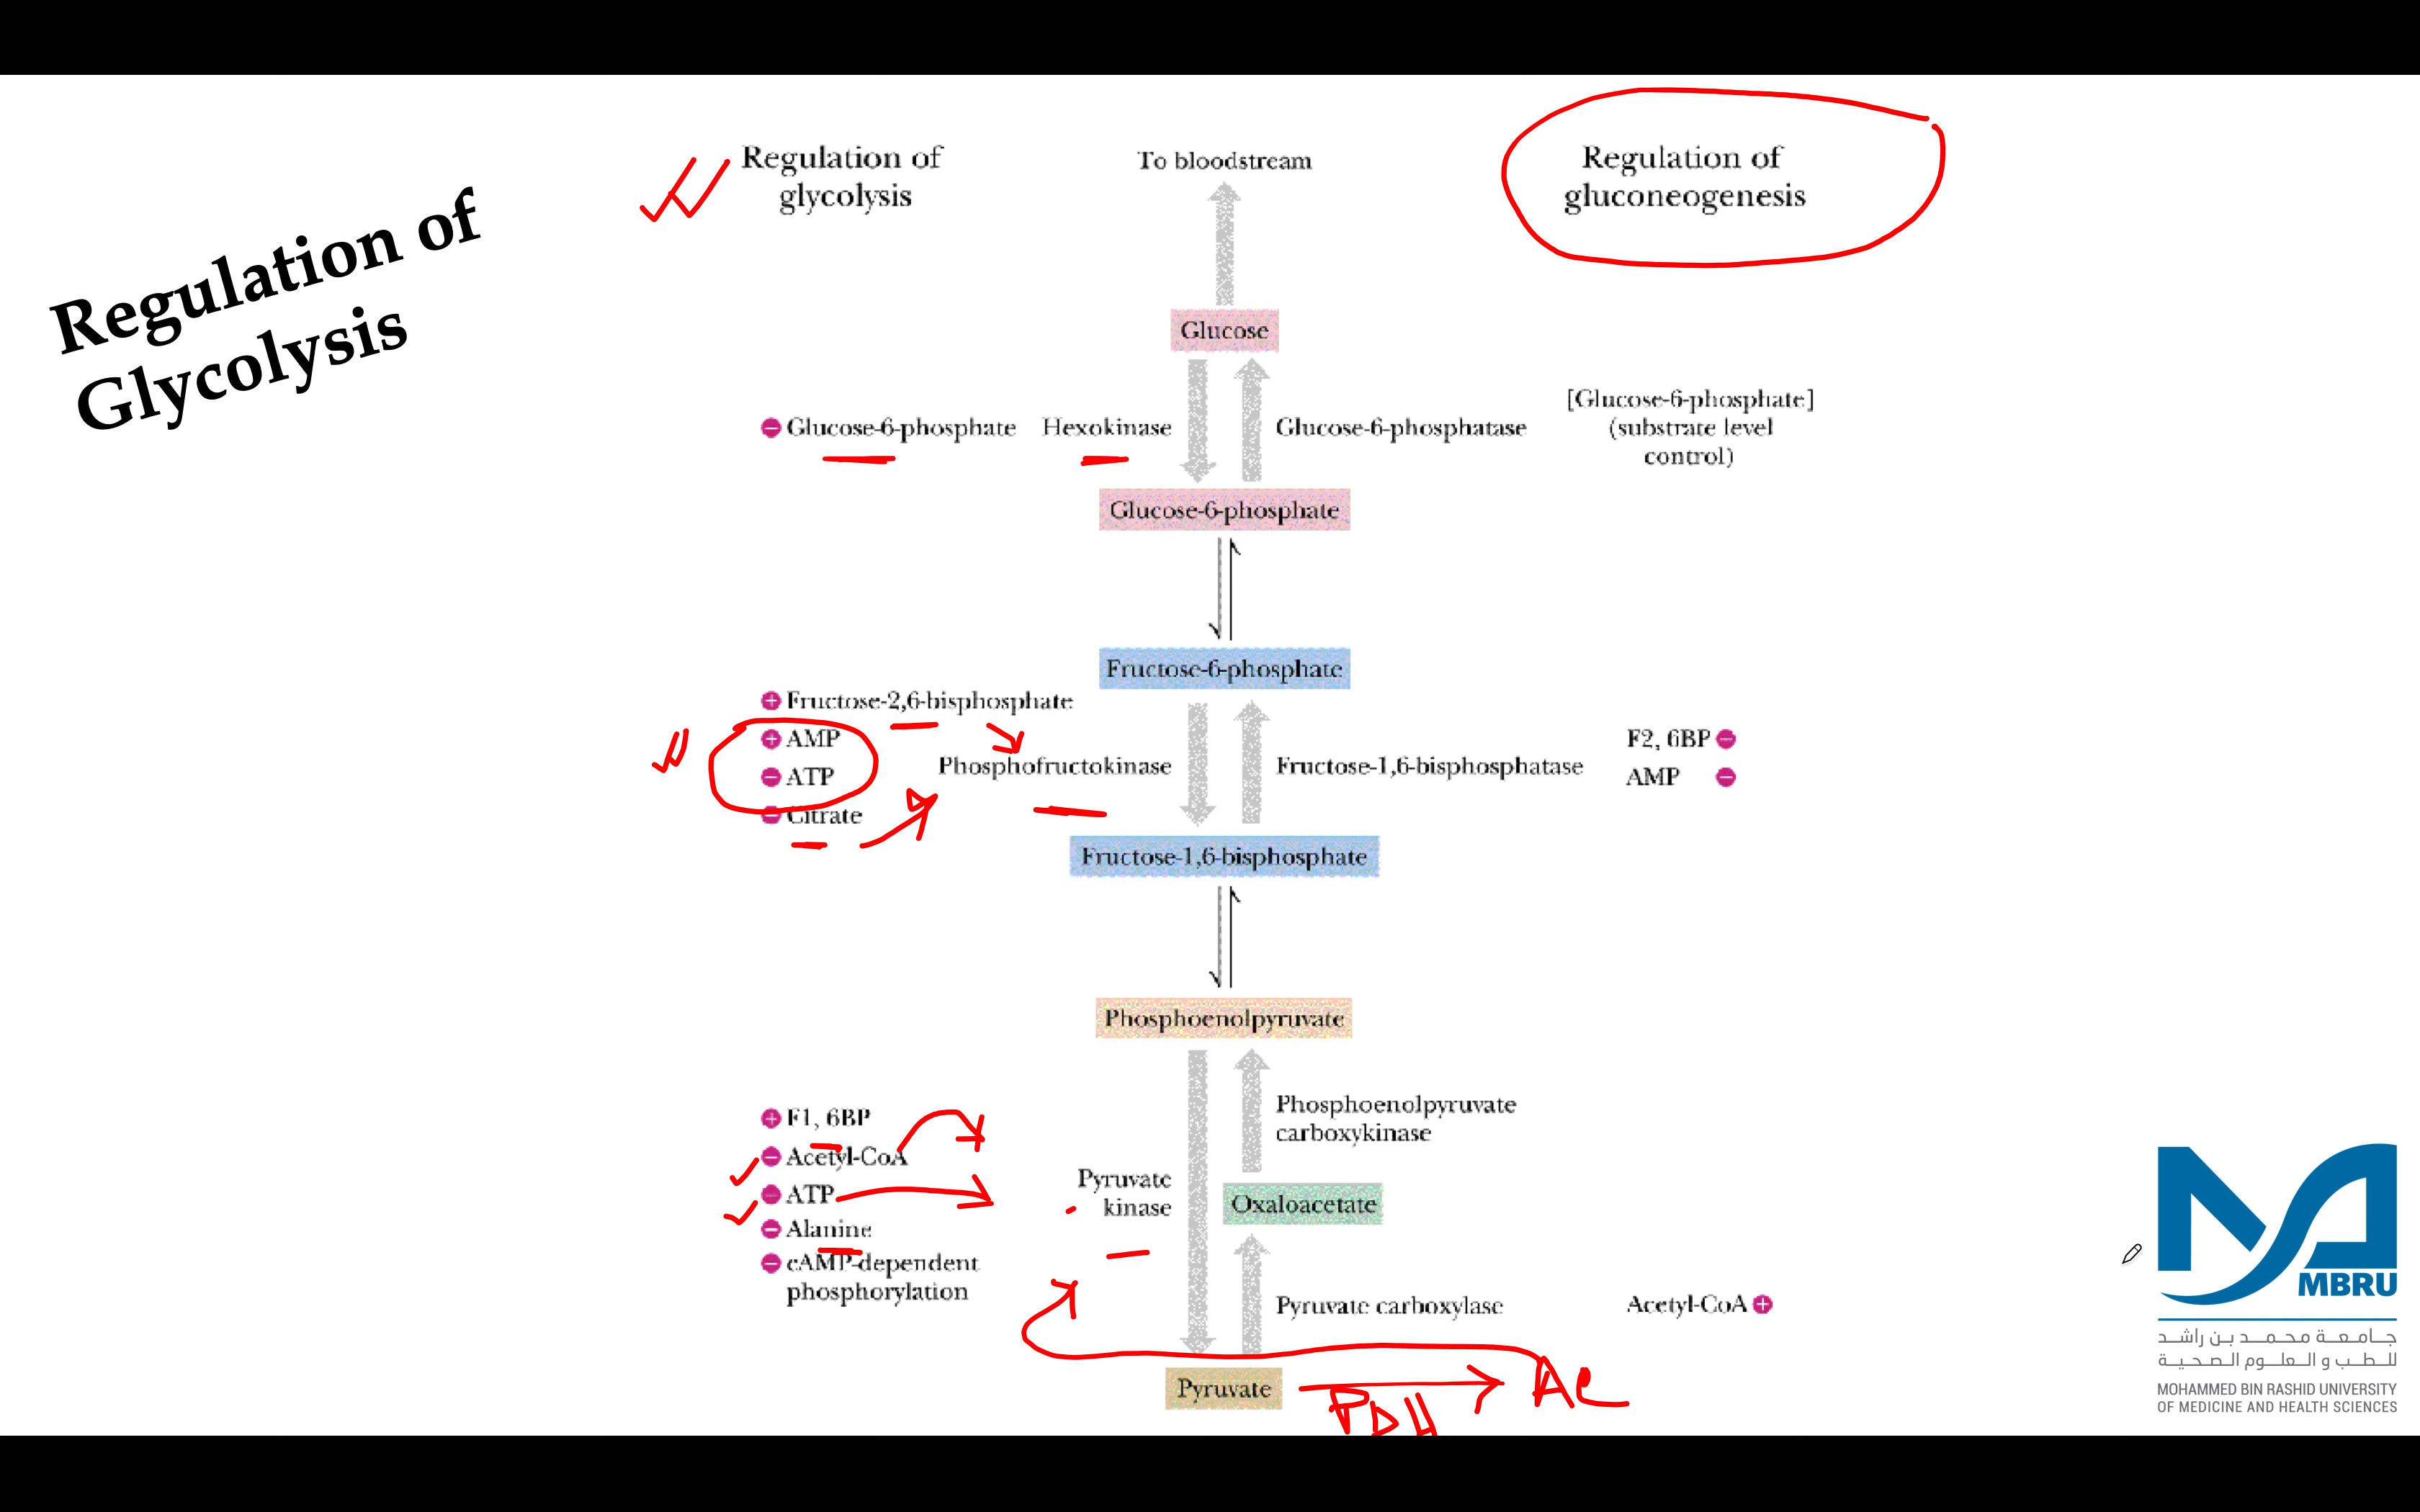 Regulation of
Glycolysis
Regulation of
glycolysis
To bloodstream
Regulation of
gluconeogenesis
Glucose
Glucose-6-phosphate
Hexokinase
Glucose-6-phosphatase
[Glucose-6-phosphate]
(substrate level
control)
Glucose-6-phosphate
Fructose-6-phosphate
Fructose-2,6-bisphosphate
AMP
ATP
Citrate
Phosphofructokinase
Fructose-1,6-bisphosphatase
F2, 6BP
AMP
Fructose-1,6-bisphosphate
Phosphoenolpyruvate
F1, 6BP
Acetyl-CoA
ATP
Alanine
cAMP-dependent
phosphorylation
Pyruvate
kinase
Phosphoenolpyruvate
carboxykinase
Oxaloacetate
Pyruvate carboxylase
Acetyl-CoA
Pyruvate
PDH
Ac
MBRU
جامعة محمد بن راشد
للطب و العلوم الصحية
MOHAMMED BIN RASHID UNIVERSITY
OF MEDICINE AND HEALTH SCIENCES